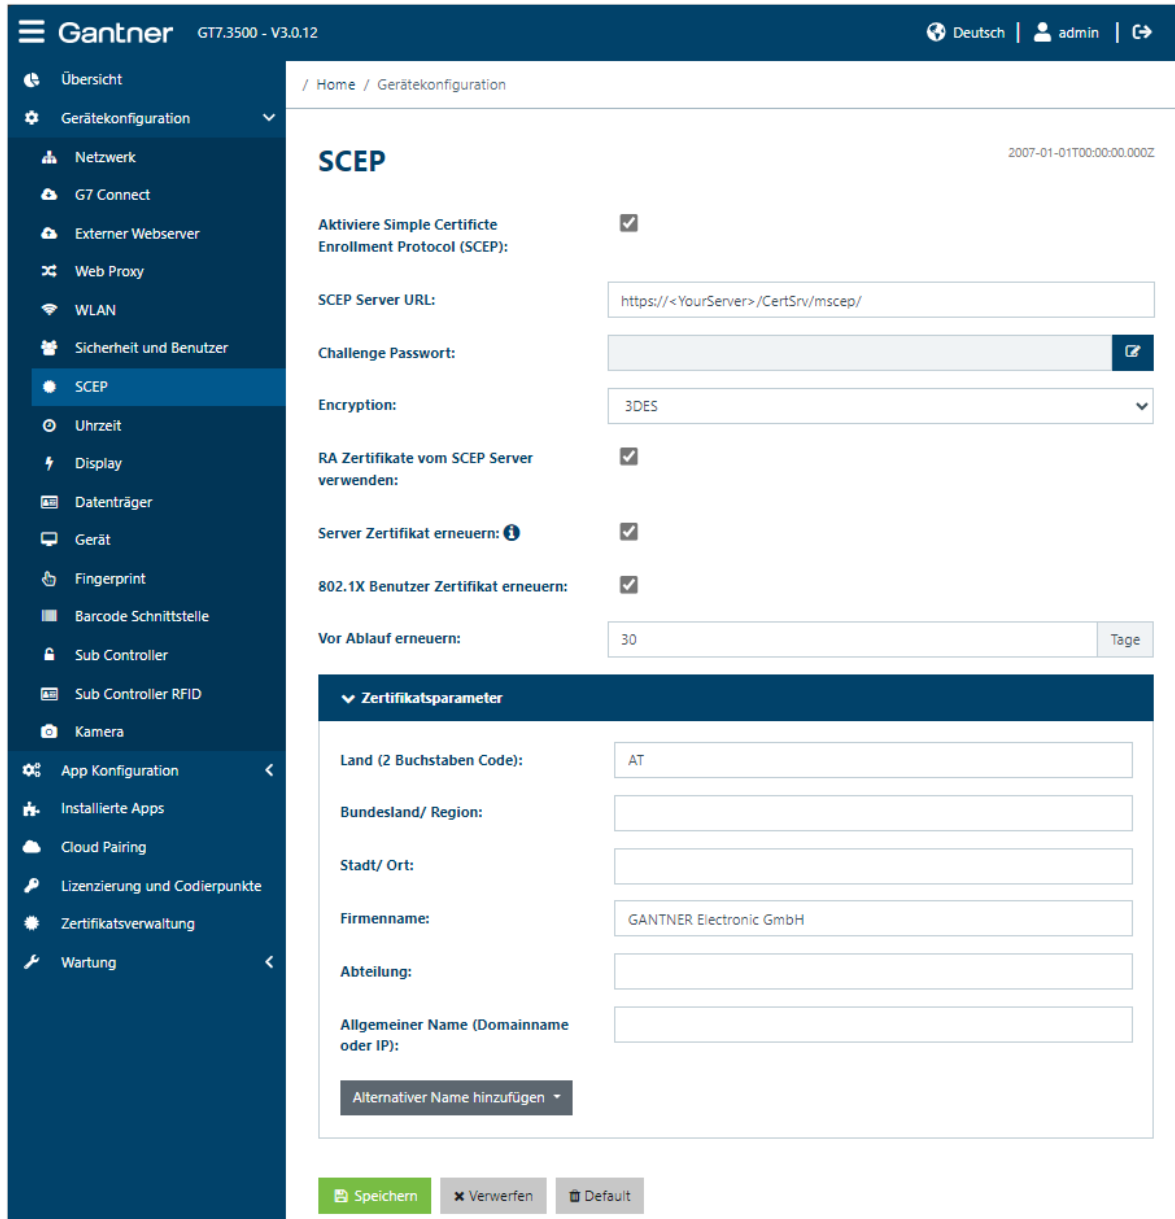 Gantner GT7.3500 - V3.0.12
Deutsch | admin |
Übersicht
Gerätekonfiguration
Netzwerk
G7 Connect
Externer Webserver
Web Proxy
WLAN
Sicherheit und Benutzer
SCEP
Uhrzeit
Display
Datenträger
Gerät
Fingerprint
Barcode Schnittstelle
Sub Controller
Sub Controller RFID
Kamera
App Konfiguration
Installierte Apps
Cloud Pairing
Lizenzierung und Codierpunkte
Zertifikatsverwaltung
Wartung
/ Home / Gerätekonfiguration
SCEP
2007-01-01T00:00:00.000Z
Aktiviere Simple Certificte
Enrollment Protocol (SCEP):
SCEP Server URL:
https://<YourServer>/CertSrv/mscep/
Challenge Passwort:
Encryption:
3DES
RA Zertifikate vom SCEP Server
verwenden:
Server Zertifikat erneuern:
802.1X Benutzer Zertifikat erneuern:
Vor Ablauf erneuern:
30
Tage
Zertifikatsparameter
Land (2 Buchstaben Code):
AT
Bundesland/ Region:
Stadt/ Ort:
Firmenname:
GANTNER Electronic GmbH
Abteilung:
Allgemeiner Name (Domainname
oder IP):
Alternativer Name hinzufügen
Speichern
Verwerfen
Default